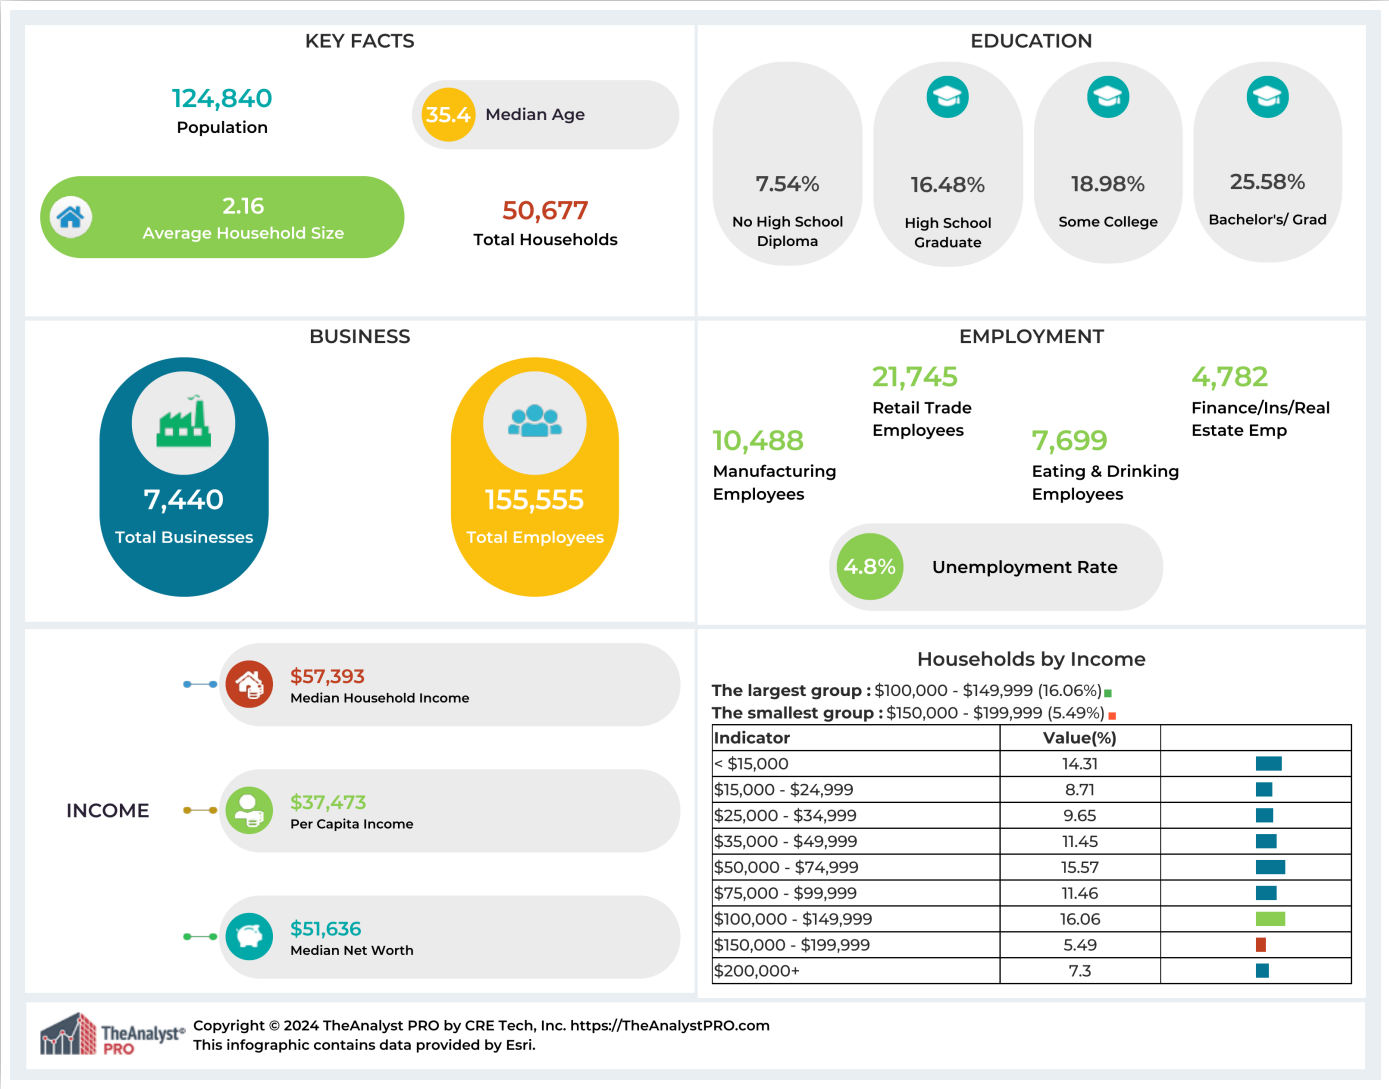 KEY FACTS
124,840
Population
35.4 Median Age
2.16
Average Household Size
50,677
Total Households
EDUCATION
7.54%
No High School
Diploma
16.48%
High School
Graduate
18.98%
Some College
25.58%
Bachelor's/ Grad
BUSINESS
7,440
Total Businesses
155,555
Total Employees
EMPLOYMENT
10,488
Manufacturing
Employees
21,745
Retail Trade
Employees
7,699
Eating & Drinking
Employees
4,782
Finance/Ins/Real
Estate Emp
4.8% Unemployment Rate
INCOME
$57,393
Median Household Income
$37,473
Per Capita Income
$51,636
Median Net Worth
Households by Income
The largest group : $100,000 - $149,999 (16.06%)
The smallest group : $150,000 - $199,999 (5.49%)
Indicator Value(%)
< $15,000 14.31
$15,000 - $24,999 8.71
$25,000 - $34,999 9.65
$35,000 - $49,999 11.45
$50,000 - $74,999 15.57
$75,000 - $99,999 11.46
$100,000 - $149,999 16.06
$150,000 - $199,999 5.49
$200,000+ 7.3
TheAnalyst®
PRO
Copyright © 2024 TheAnalyst PRO by CRE Tech, Inc. https://TheAnalystPRO.com
This infographic contains data provided by Esri.